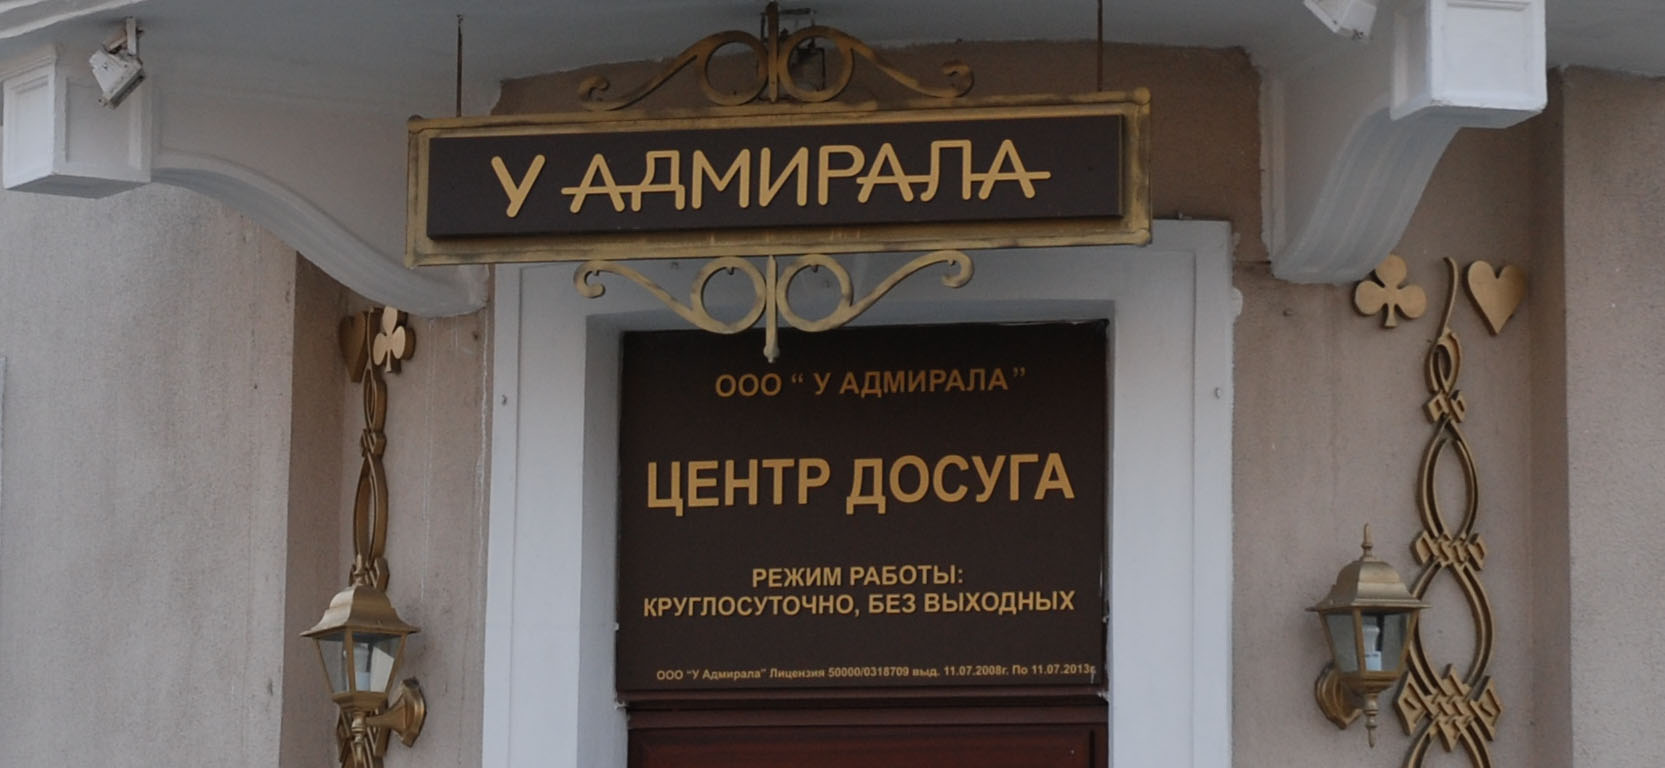 У АДМИРАЛА
ООО “ У АДМИРАЛА”
ЦЕНТР ДОСУГА
РЕЖИМ РАБОТЫ:
КРУГЛОСУТОЧНО, БЕЗ ВЫХОДНЫХ
ООО "У Адмирала" Лицензия 50000/0318709 выд. 11.07.2008г. По 11.07.2013г.